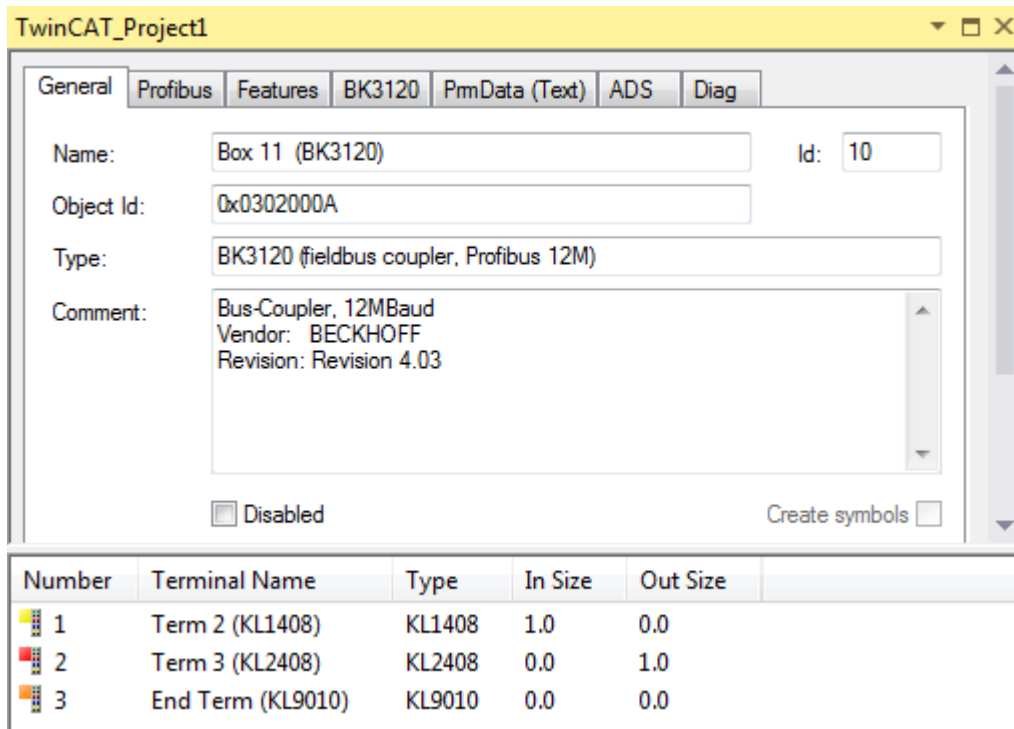 TwinCAT_Project1
General Profibus Features BK3120 PrmData (Text) ADS Diag
Name: Box 11 (BK3120) Id: 10
Object Id: 0x0302000A
Type: BK3120 (fieldbus coupler, Profibus 12M)
Comment: Bus-Coupler, 12MBaud
Vendor: BECKHOFF
Revision: Revision 4.03
Disabled Create symbols
Number Terminal Name Type In Size Out Size
1 Term 2 (KL1408) KL1408 1.0 0.0
2 Term 3 (KL2408) KL2408 0.0 1.0
3 End Term (KL9010) KL9010 0.0 0.0